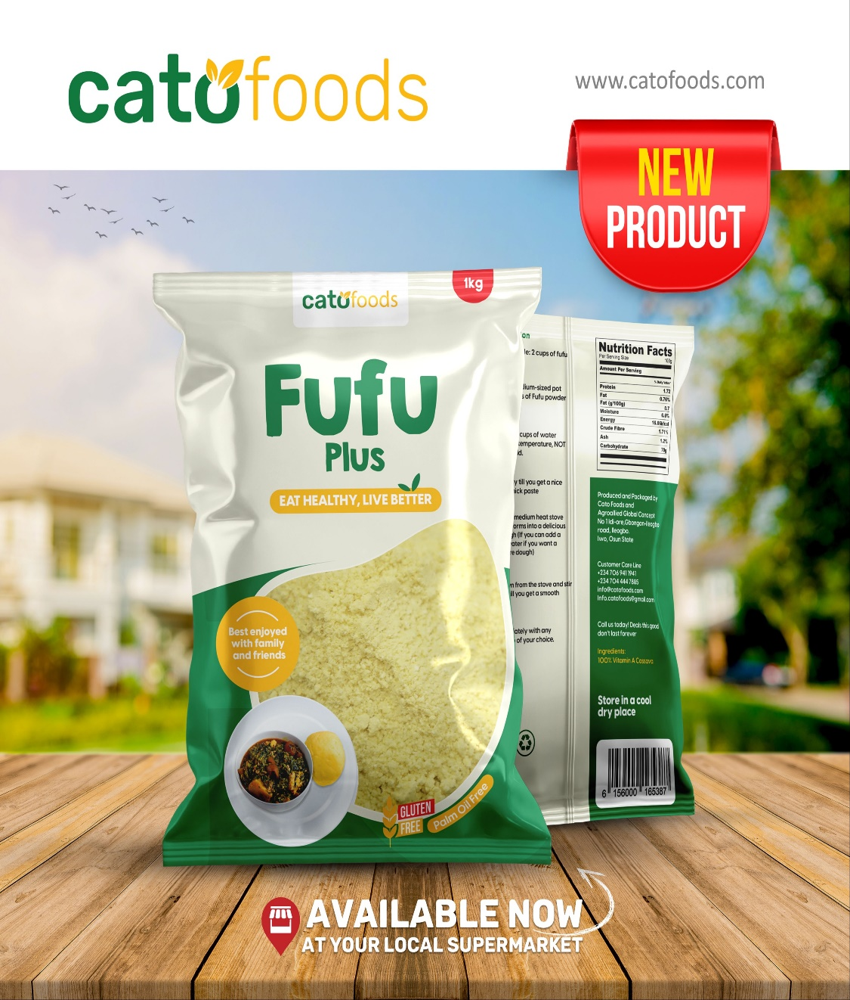 catofoods
www.catofoods.com
NEW
PRODUCT
catofoods
1kg
Fufu
Plus
EAT HEALTHY, LIVE BETTER
Best enjoyed
with family
and friends
GLUTEN
FREE
Palm Oil Free
on
le: 2 cups of fufu
lium-sized pot
s of Fufu powder
cups of water
temperature, NOT
d.
y till you get a nice
ick paste
medium heat stove
orms into a delicious
gh (If you can add a
ater if you want a
e dough)
n from the stove and stir
ill you get a smooth
ately with any
of your choice.
Nutrition Facts
Per Serving Size 100g
Amount Per Serving
% Daily Value*
Protein 1.72
Fat 0.76%
Fat (g/100g) 0.7
Moisture 6.6%
Energy
Crude Fibre 1.71%
Ash 1.2%
Carbohydrate
Produced and Packaged by
Cato Foods and
Agroallied Global Concept
No 1 Idi-ore,Gbongan-Ileogbo
road, Ileogbo.
Iwo, Osun State
Customer Care Line
+234 706 941 1941
+234 704 444 7885
info@catofoods.com
Info.catofoods@gmail.com
Call us today! Deals this good
don't last forever
Ingredients:
100% Vitamin A Cassava
Store in a cool
dry place
6 156000 165387
AVAILABLE NOW
AT YOUR LOCAL SUPERMARKET